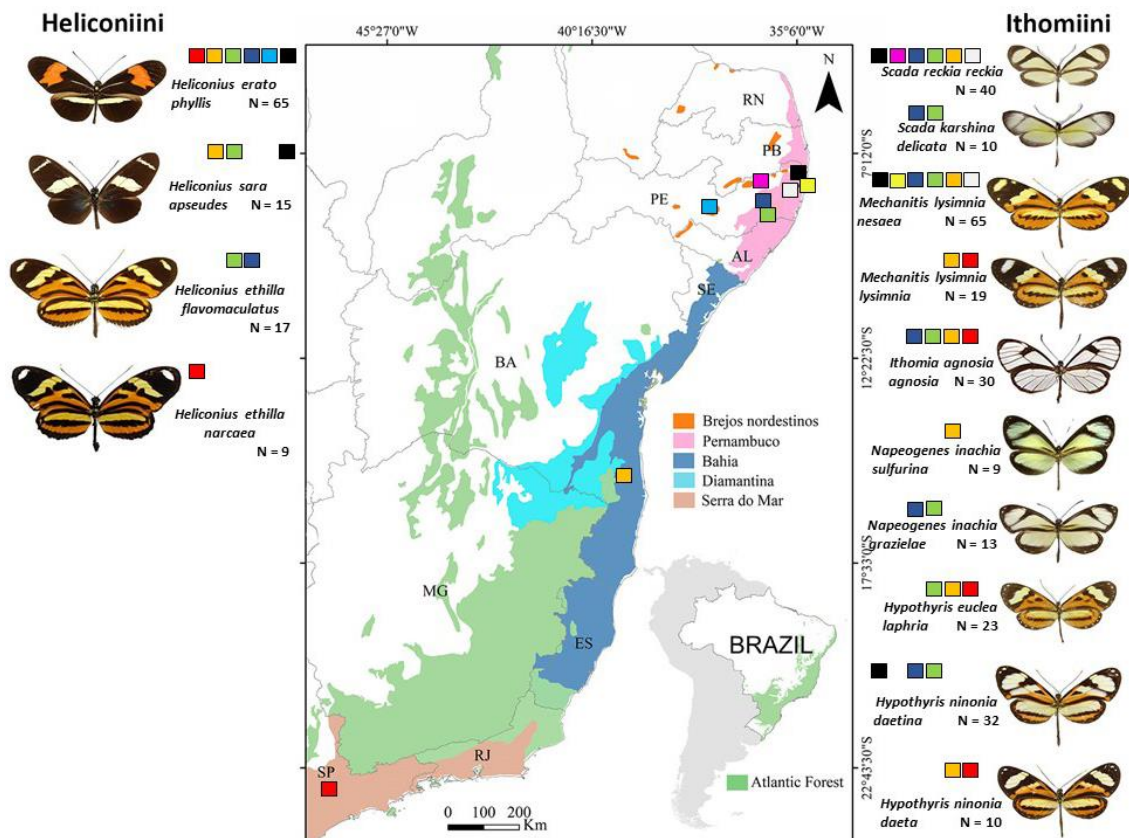 Heliconiini
Heliconius erato
phyllis N = 65
Heliconius sara
apseudes N = 15
Heliconius ethilla
flavomaculatus
N = 17
Heliconius ethilla
narcaea
N = 9
45°27'0"W 40°16'30"W 35°6'0"W
N
RN
PB
PE
AL
SE
BA
MG
ES
RJ
SP
7°12'0"S
12°22'30"S
17°33'0"S
22°43'30"S
Brejos nordestinos
Pernambuco
Bahia
Diamantina
Serra do Mar
BRAZIL
Atlantic Forest
0 100 200
Km
Ithomiini
Scada reckia reckia
N = 40
Scada karshina
delicata N = 10
Mechanitis lysimnia
nesaea N = 65
Mechanitis lysimnia
lysimnia N = 19
Ithomia agnosia
agnosia N = 30
Napeogenes inachia
sulfurina N = 9
Napeogenes inachia
grazielae N = 13
Hypothyris euclea
laphria N = 23
Hypothyris ninonia
daetina N = 32
Hypothyris ninonia
daeta N = 10